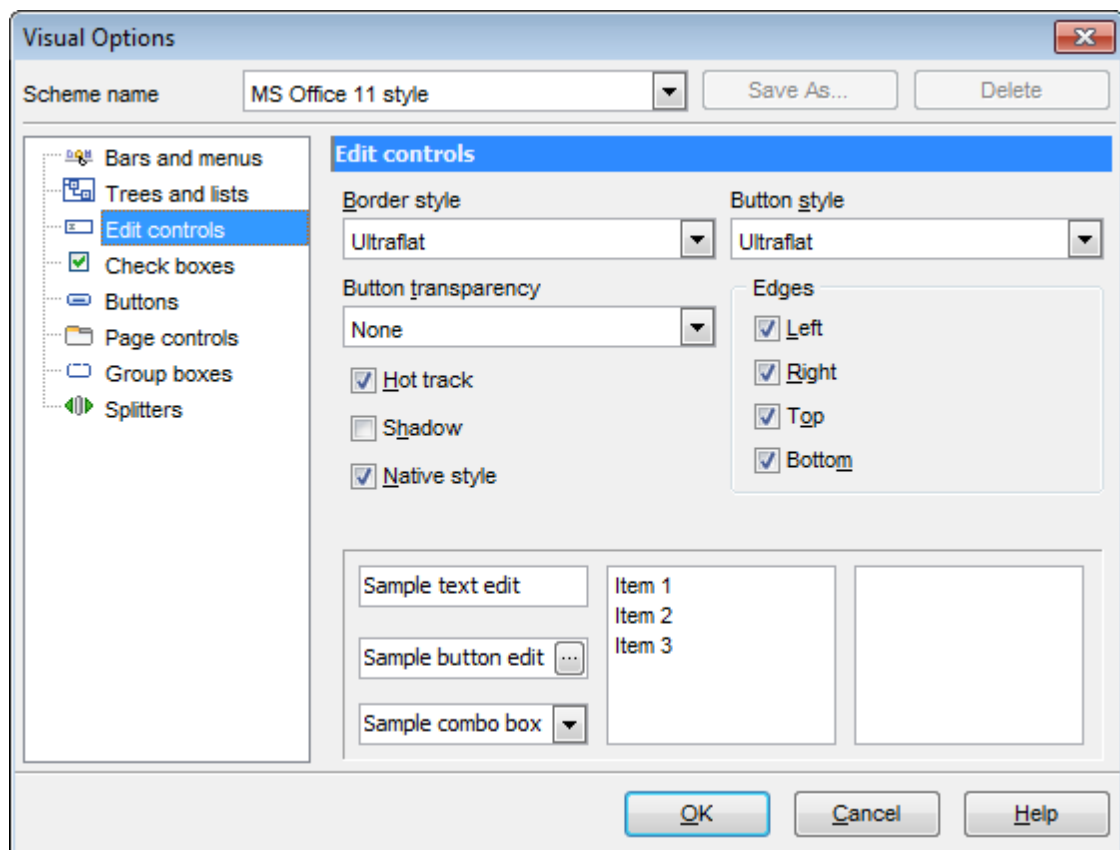 Visual Options
Scheme name
MS Office 11 style
Save As...
Delete
Bars and menus
Trees and lists
Edit controls
Check boxes
Buttons
Page controls
Group boxes
Splitters
Edit controls
Border style
Button style
Ultraflat
Ultraflat
Button transparency
None
Hot track
Shadow
Native style
Edges
Left
Right
Top
Bottom
Sample text edit
Sample button edit
...
Sample combo box
Item 1
Item 2
Item 3
OK
Cancel
Help